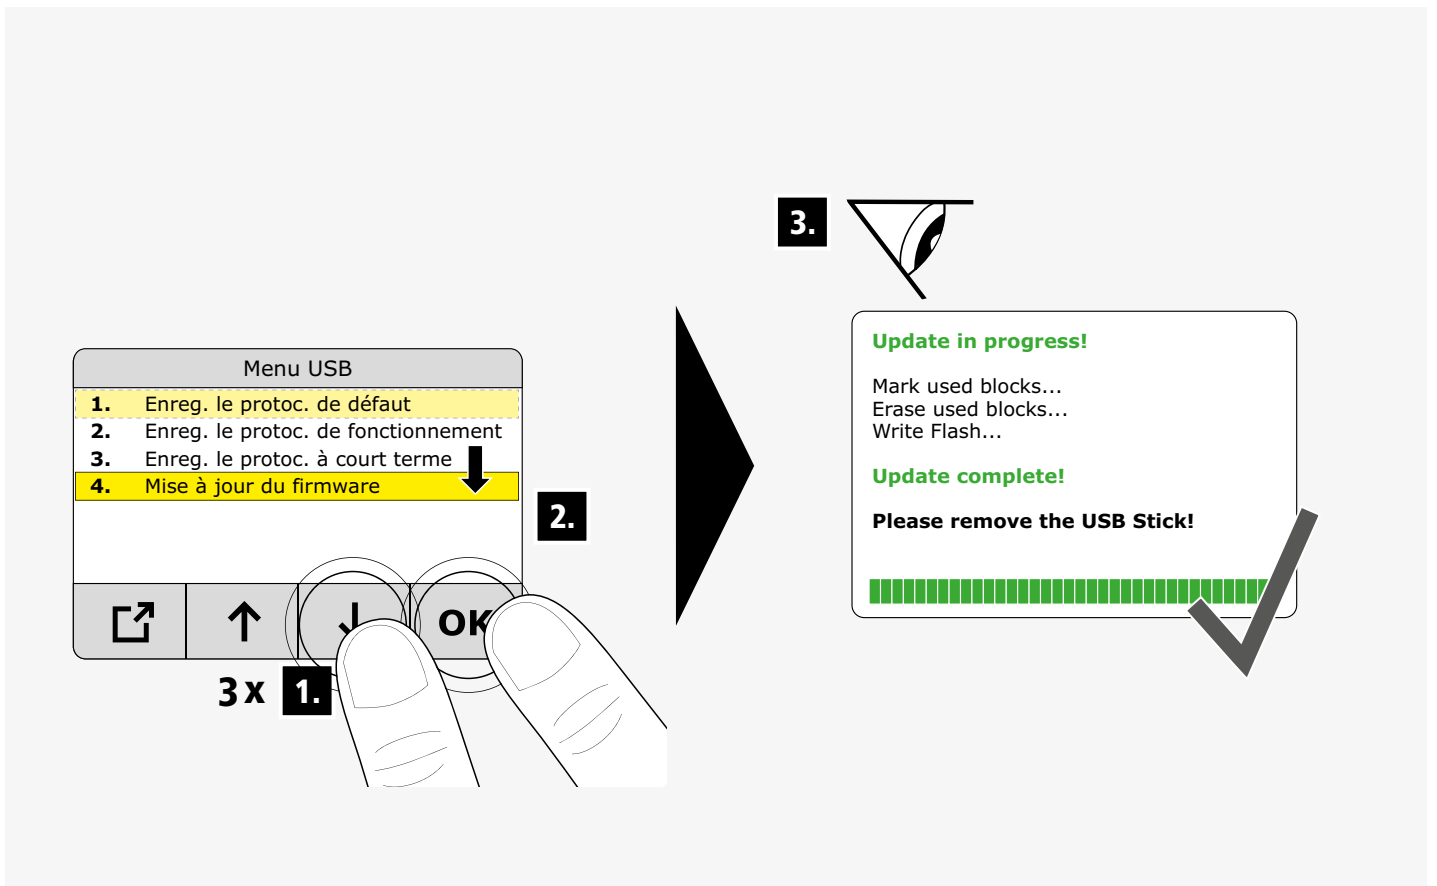 Menu USB
1. Enreg. le protoc. de défaut
2. Enreg. le protoc. de fonctionnement
3. Enreg. le protoc. à court terme
4. Mise à jour du firmware
2.
OK
3x 1.
3.
Update in progress!
Mark used blocks...
Erase used blocks...
Write Flash...
Update complete!
Please remove the USB Stick!